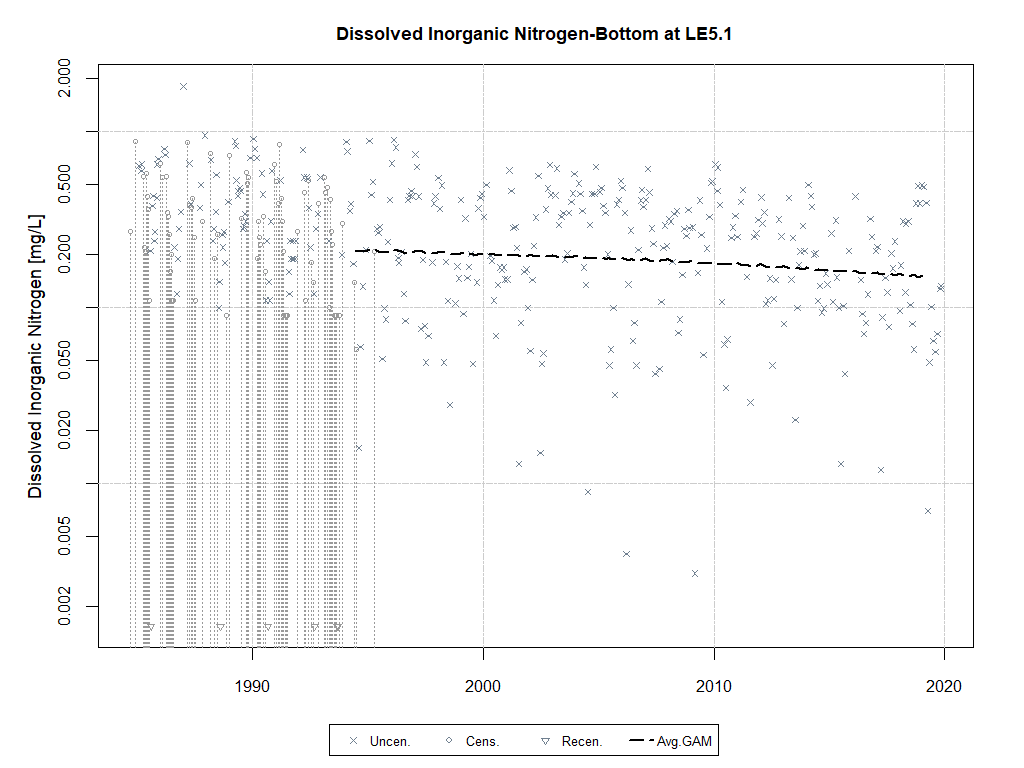 Dissolved Inorganic Nitrogen-Bottom at LE5.1
Dissolved Inorganic Nitrogen [mg/L]
2.000
0.500
0.200
0.050
0.020
0.005
0.002
1990 2000 2010 2020
Uncen. Cens. Recen. Avg.GAM